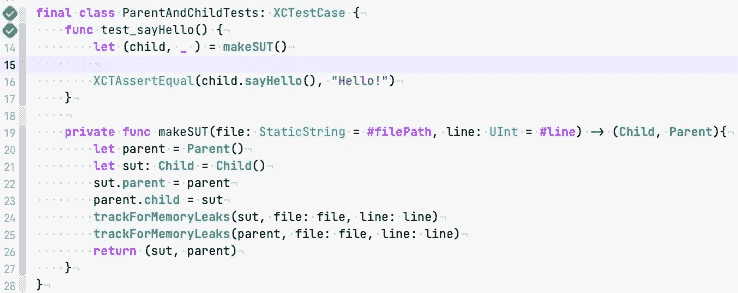 final class ParentAndChildTests: XCTestCase {
func test_sayHello() {
14 let (child, _ ) = makeSUT()
15
16 XCTAssertEqual(child.sayHello(), "Hello!")
17 }
18
19 private func makeSUT(file: StaticString = #filePath, line: UInt = #line) -> (Child, Parent){
20 let parent = Parent()
21 let sut: Child = Child()
22 sut.parent = parent
23 parent.child = sut
24 trackForMemoryLeaks(sut, file: file, line: line)
25 trackForMemoryLeaks(parent, file: file, line: line)
26 return (sut, parent)
27 }
28 }